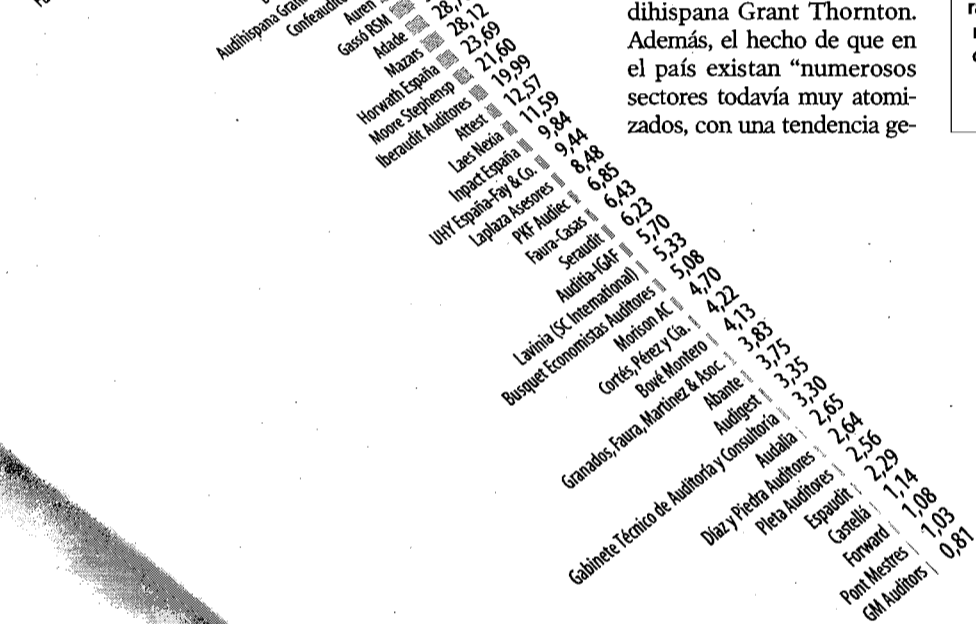 Audihispana
Auren
Gassó RSM
Adade
Mazars 28,12
Horwath España 23,69
Moore Stephensp 21,60
Iberaudit Auditores 19,99
Attest 12,57
Laes Nexia 11,59
Inpact España 9,84
UHY España-Fay & Co. 9,44
Laplaza Asesores 8,48
PKF Audiec 6,85
Faura-Casas 6,43
Seraudit 6,23
Auditia-IGAF 5,70
Lavinia (SC International) 5,33
Busquet Economistas Auditores 5,08
Morison AC 4,70
Cortés, Pérez y Cía. 4,22
Bové Montero 4,13
Granados, Faura, Martínez & Asoc. 3,83
Abante 3,75
Audigest 3,35
Gabinete Técnico de Auditoría y Consultoría 3,30
Audalia 2,65
Díaz y Piedra Auditores 2,64
Pleta Auditores 2,56
Espaudit 2,29
Castellá 1,14
Forward 1,08
Pont Mestres 1,03
GM Auditors 0,81
dihispana Grant Thornton.
Además, el hecho de que en
el país existan “numerosos
sectores todavía muy atomi-
zados, con una tendencia ge-